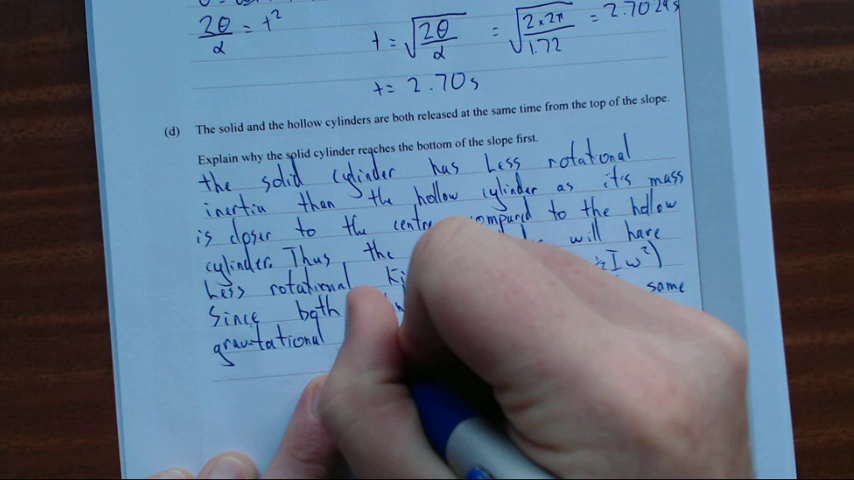 2θ/α = t²
t = √(2θ/α) = √(2×2π/1.72) = 2.7029s
t = 2.70s
(d) The solid and the hollow cylinders are both released at the same time from the top of the slope.
Explain why the solid cylinder reaches the bottom of the slope first.
the solid cylinder has Less rotational
inertia than the hollow cylinder as it's mass
is closer to the centre compared to the hollow
cylinder. Thus the will have
Less rotational ½Iω²)
Since both same
gravitational